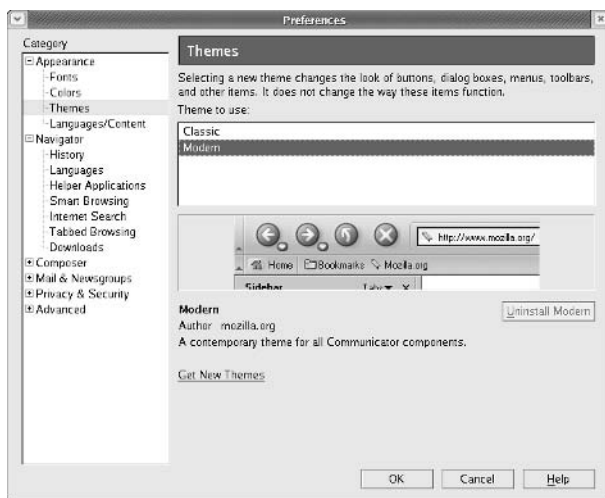 Preferences
Category
Appearance
Fonts
Colors
Themes
Languages/Content
Navigator
History
Languages
Helper Applications
Smart Browsing
Internet Search
Tabbed Browsing
Downloads
Composer
Mail & Newsgroups
Privacy & Security
Advanced
Themes
Selecting a new theme changes the look of buttons, dialog boxes, menus, toolbars,
and other items. It does not change the way these items function.
Theme to use:
Classic
Modern
http://www.mozilla.org/
Home Bookmarks Mozilla.org
Sidebar Tabs
Modern
Uninstall Modern
Author mozilla.org
A contemporary theme for all Communicator components.
Get New Themes
OK Cancel Help